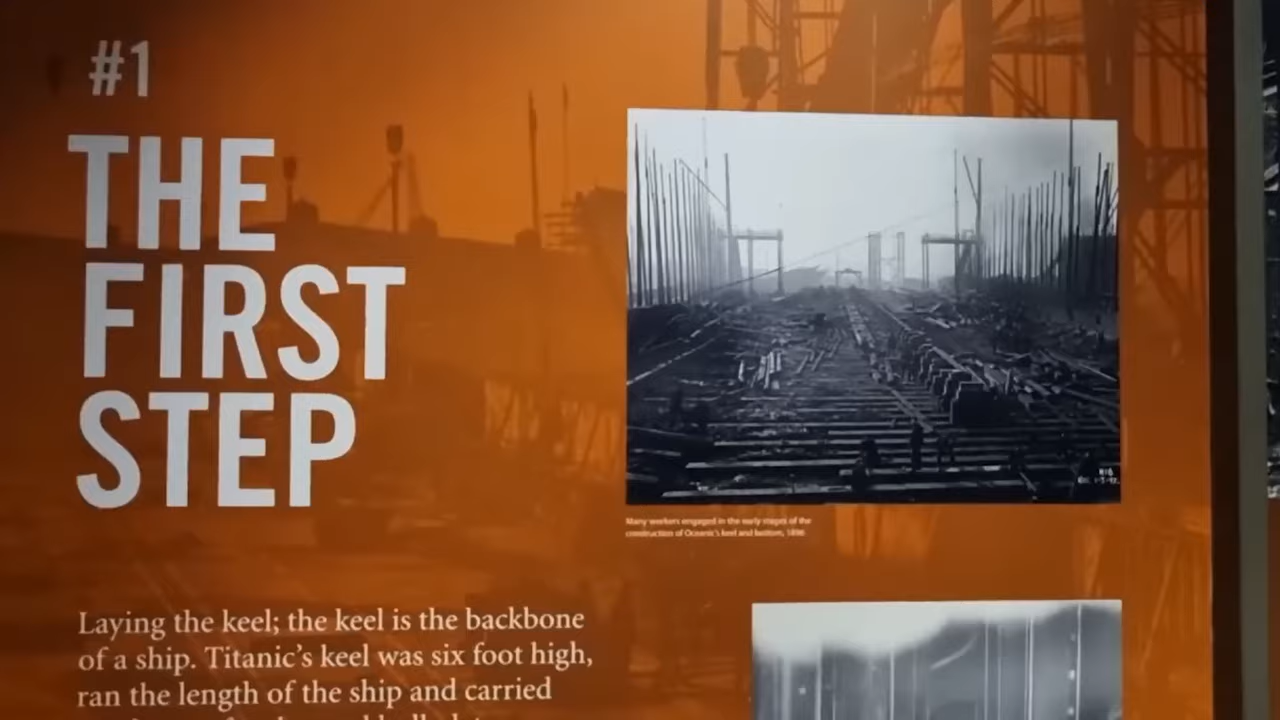 #1
THE
FIRST
STEP
Many workers engaged in the early stages of the
construction of Oceanic's keel and bottom, 1898
Laying the keel; the keel is the backbone
of a ship. Titanic's keel was six foot high,
ran the length of the ship and carried